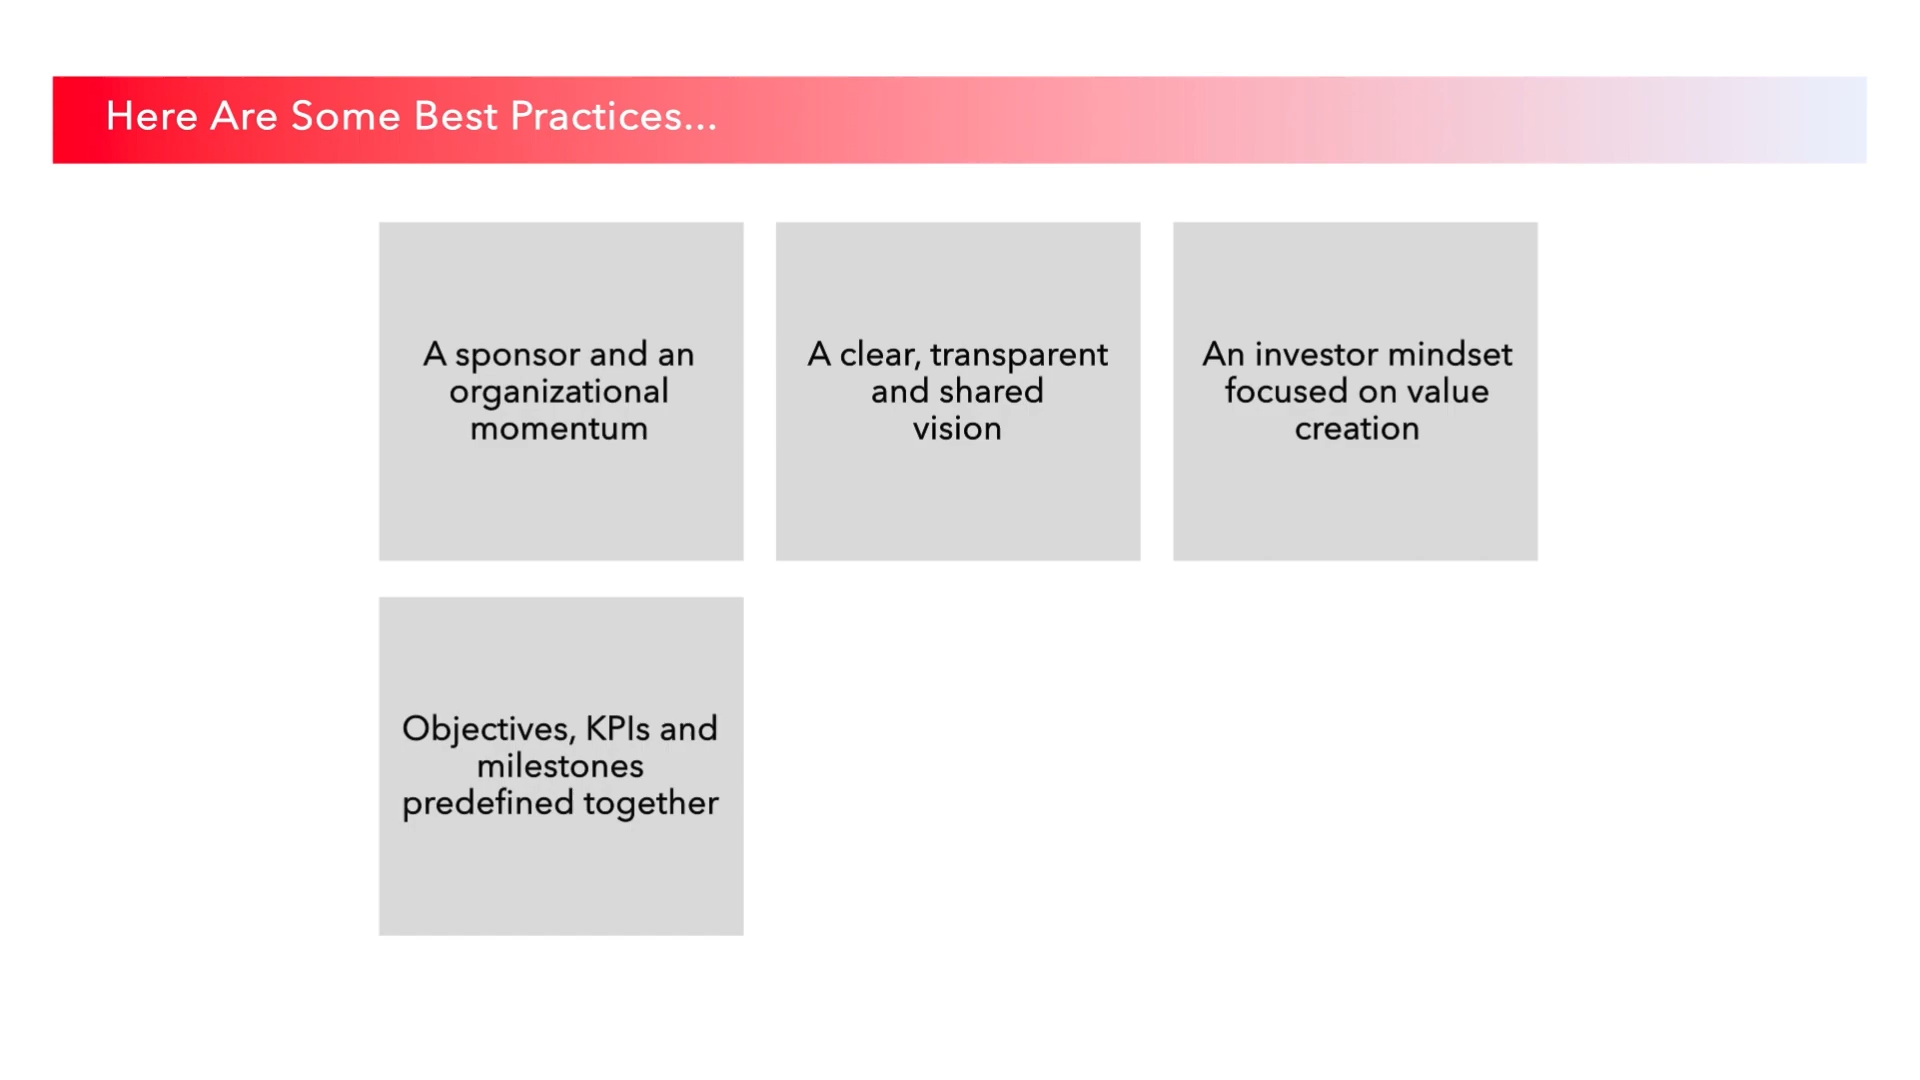 Here Are Some Best Practices...
A sponsor and an
organizational
momentum
A clear, transparent
and shared
vision
An investor mindset
focused on value
creation
Objectives, KPIs and
milestones
predefined together